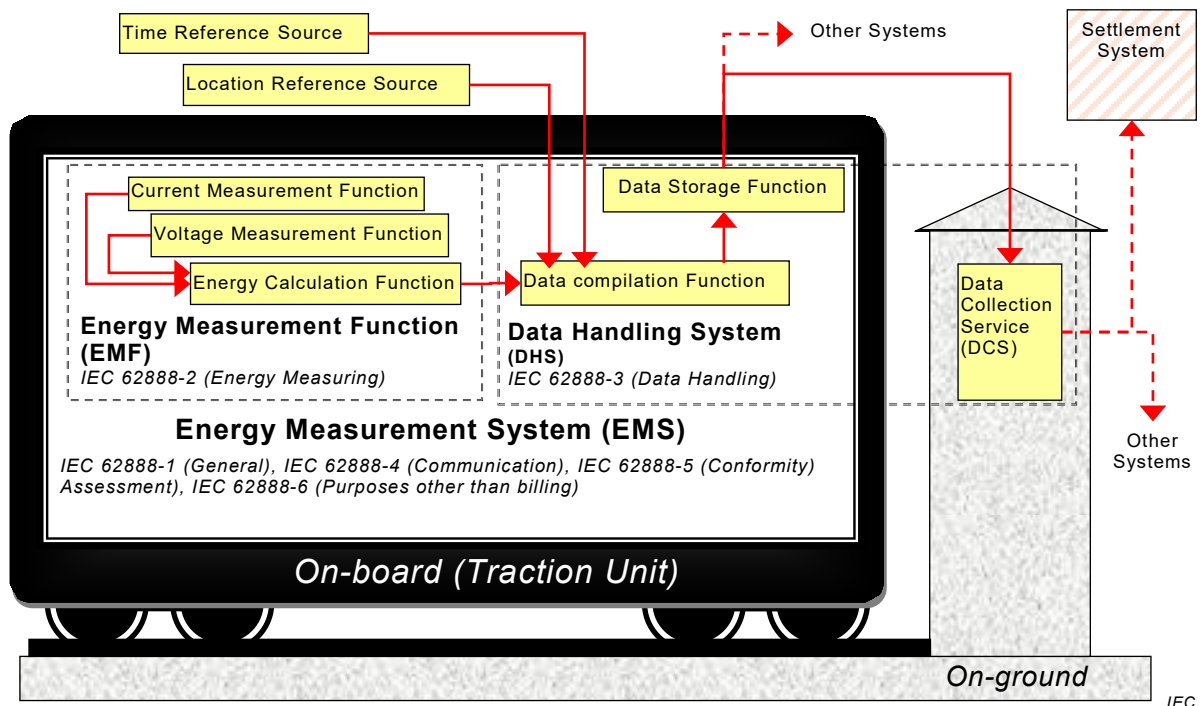 Time Reference Source
Other Systems
Settlement
System
Location Reference Source
Current Measurement Function
Data Storage Function
Voltage Measurement Function
Energy Calculation Function
Data compilation Function
Data
Collection
Service
(DCS)
Energy Measurement Function
(EMF)
IEC 62888-2 (Energy Measuring)
Data Handling System
(DHS)
IEC 62888-3 (Data Handling)
Energy Measurement System (EMS)
IEC 62888-1 (General), IEC 62888-4 (Communication), IEC 62888-5 (Conformity)
Assessment), IEC 62888-6 (Purposes other than billing)
Other
Systems
On-board (Traction Unit)
On-ground
IEC